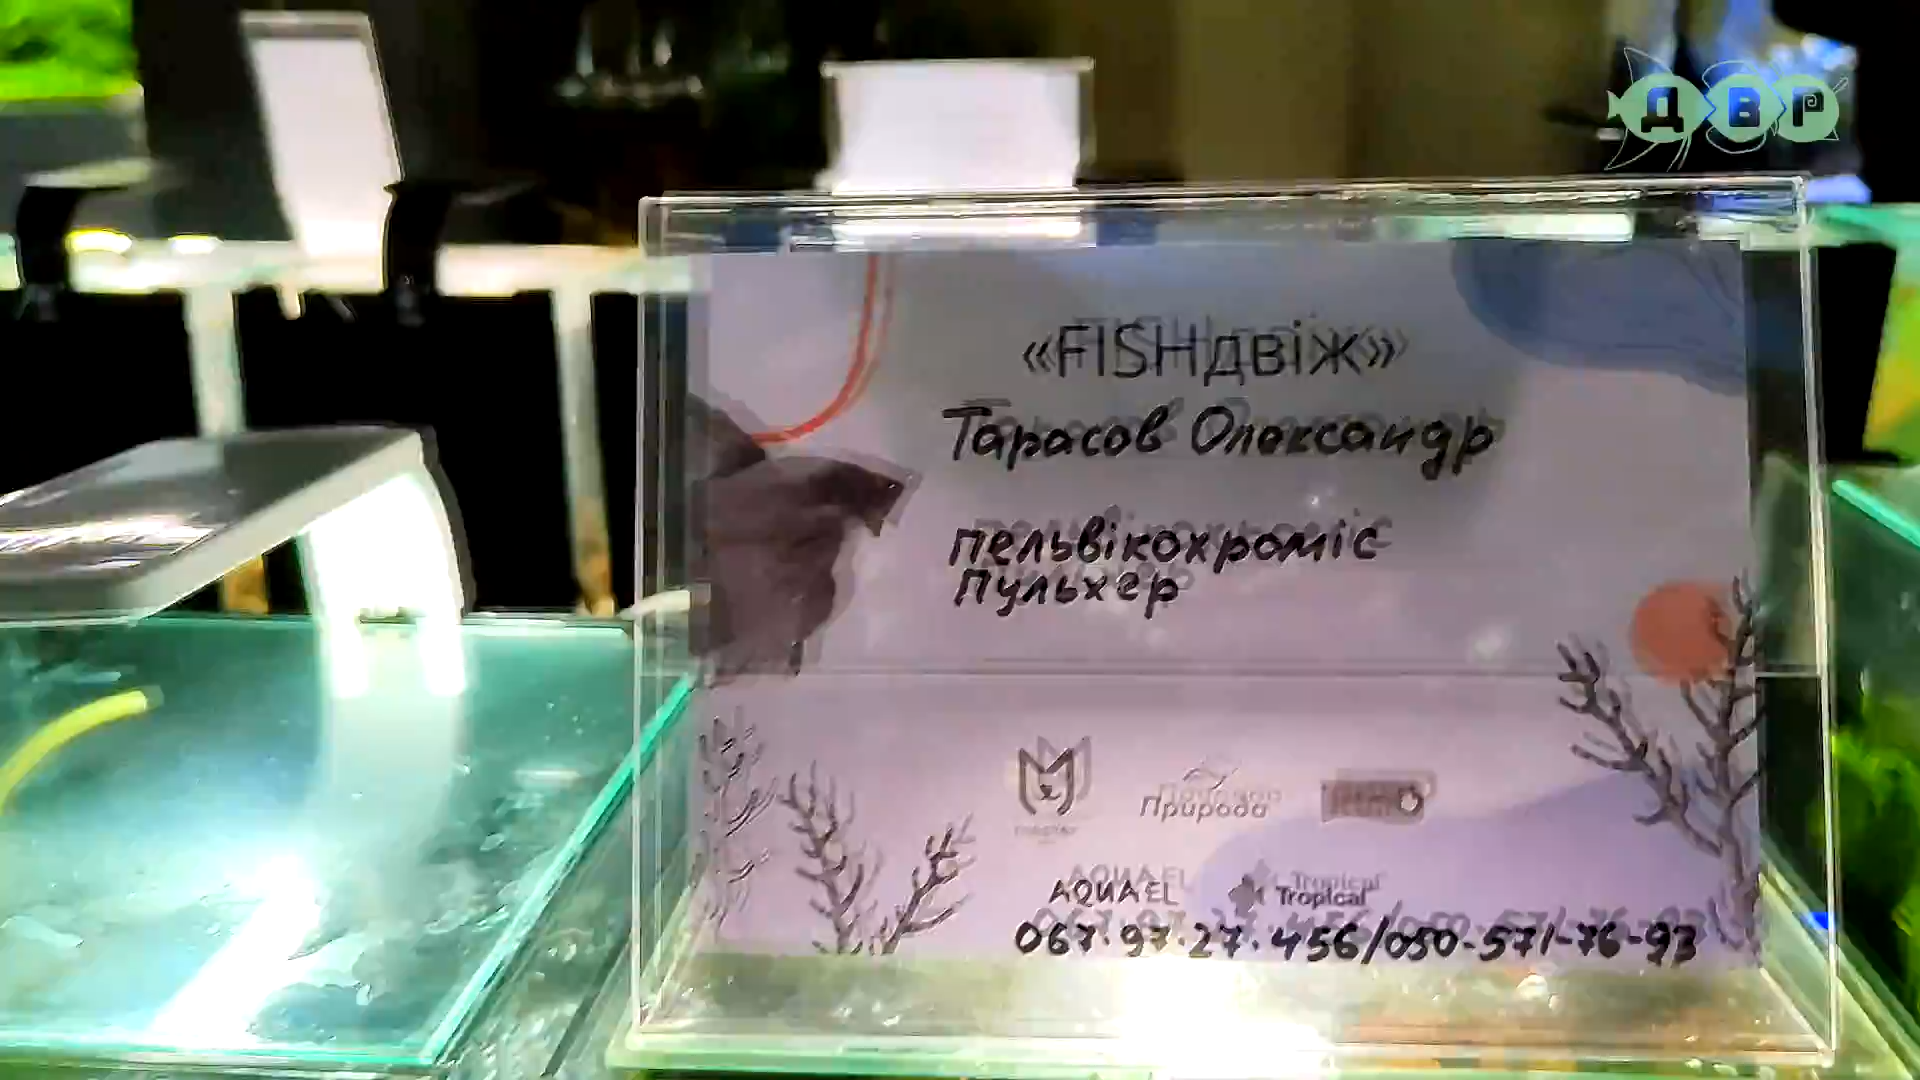 ДВР
«FISHдвіж»
Тарасов Олександр
пельвікохроміс
Пульхер
Природа
AQUAEL Tropical
067.97.27.456/050-571-76-93